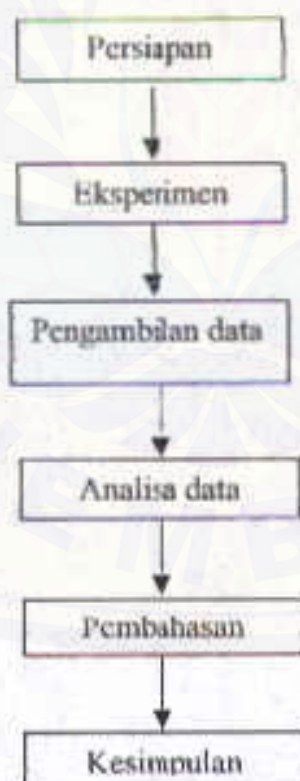 Persiapan
Eksperimen
Pengambilan data
Analisa data
Pembahasan
Kesimpulan